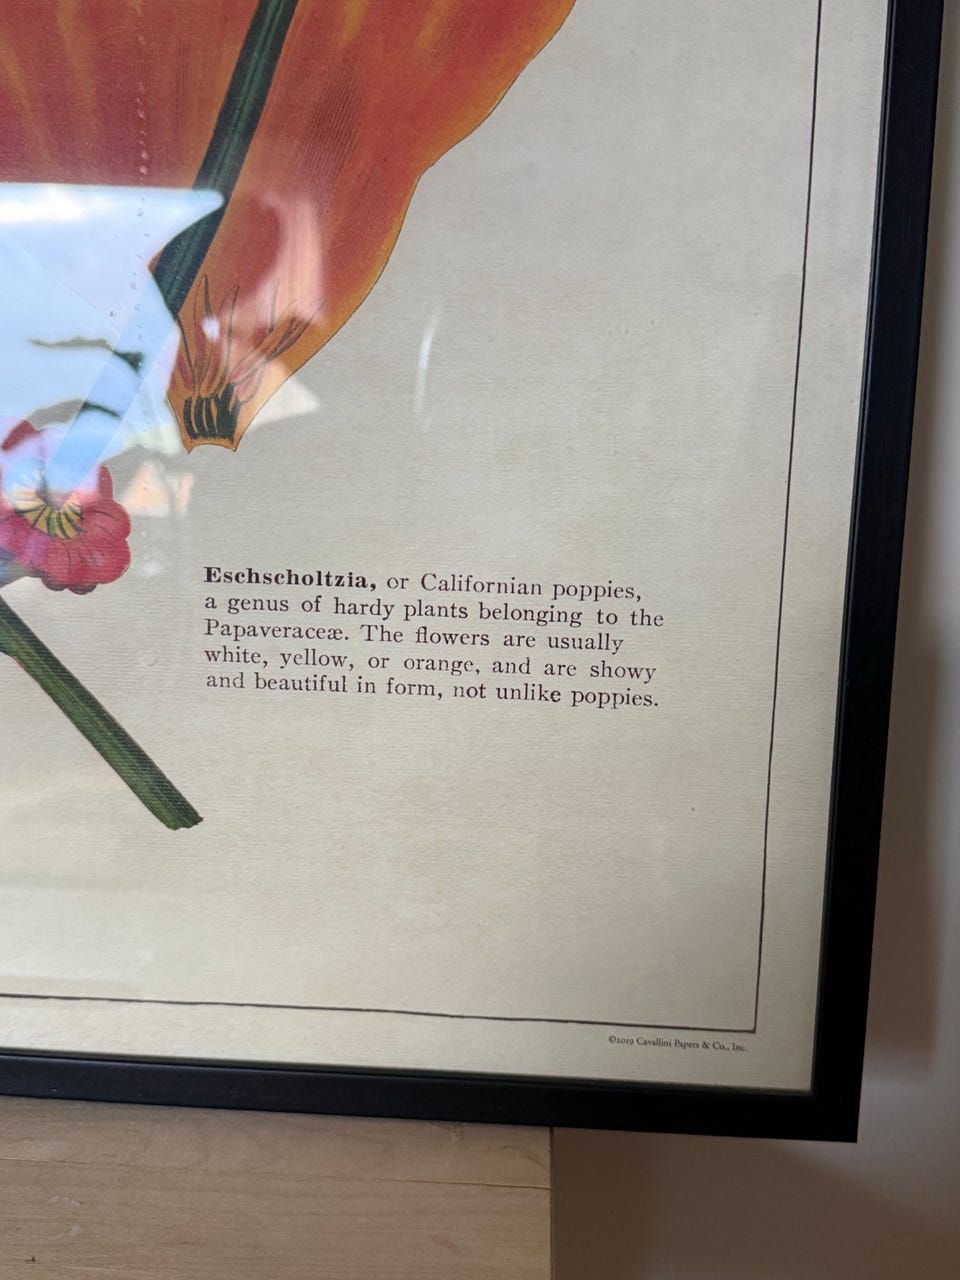 Eschscholtzia, or Californian poppies,
a genus of hardy plants belonging to the
Papaveraceæ. The flowers are usually
white, yellow, or orange, and are showy
and beautiful in form, not unlike poppies.
©2019 Cavallini Papers & Co., Inc.